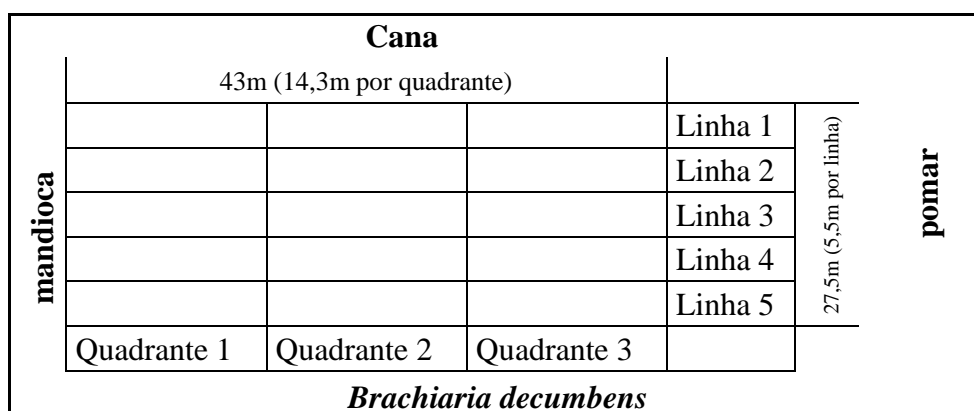 Cana
43m (14,3m por quadrante)
Linha 1
Linha 2
Linha 3
Linha 4
Linha 5
27,5m (5,5m por linha)
mandioca
pomar
Quadrante 1 Quadrante 2 Quadrante 3
Brachiaria decumbens